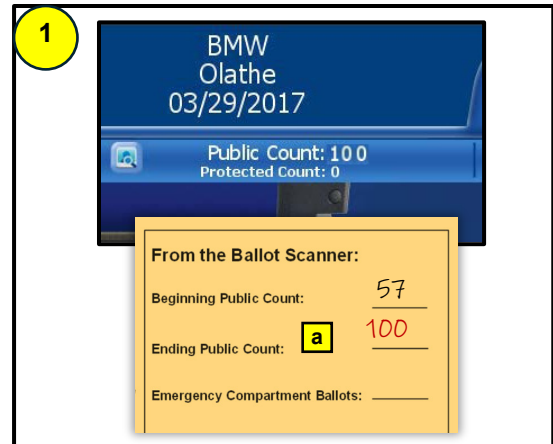 1
BMW
Olathe
03/29/2017
Public Count: 100
Protected Count: 0
From the Ballot Scanner:
Beginning Public Count: 57
Ending Public Count: a 100
Emergency Compartment Ballots: